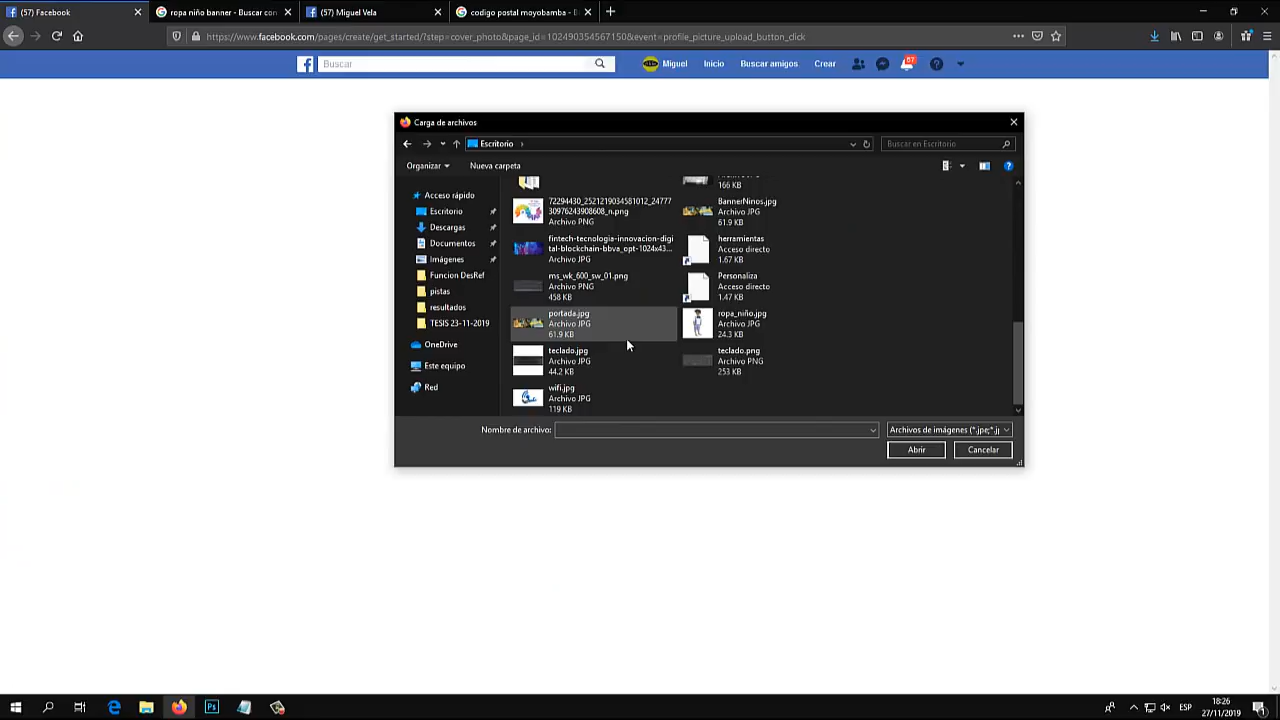 (57) Facebook
ropa niño banner - Buscar con
(57) Miguel Vela
codigo postal moyobamba - B
https://www.facebook.com/pages/create/get_started/?step=cover_photo&page_id=102490354567150&event=profile_picture_upload_button_click
Buscar
Miguel
Inicio
Buscar amigos
Crear
57
Carga de archivos
Escritorio
Buscar en Escritorio
Organizar
Nueva carpeta
Acceso rápido
Escritorio
Descargas
Documentos
Imágenes
Funcion DesRef
pistas
resultados
TESIS 23-11-2019
OneDrive
Este equipo
Red
166 KB
72294430_2521219034581012_24777
30976243908608_n.png
Archivo PNG
BannerNinos.jpg
Archivo JPG
61.9 KB
fintech-tecnologia-innovacion-digi
tal-blockchain-bbva_opt-1024x43...
Archivo JPG
herramientas
Acceso directo
1.67 KB
ms_wk_600_sw_01.png
Archivo PNG
458 KB
Personaliza
Acceso directo
1.47 KB
portada.jpg
Archivo JPG
61.9 KB
ropa_niño.jpg
Archivo JPG
24.3 KB
teclado.jpg
Archivo JPG
44.2 KB
teclado.png
Archivo PNG
253 KB
wifi.jpg
Archivo JPG
119 KB
Nombre de archivo:
Archivos de imágenes (*.jpe;*.j
Abrir
Cancelar
Ps
ESP
18:26
27/11/2019